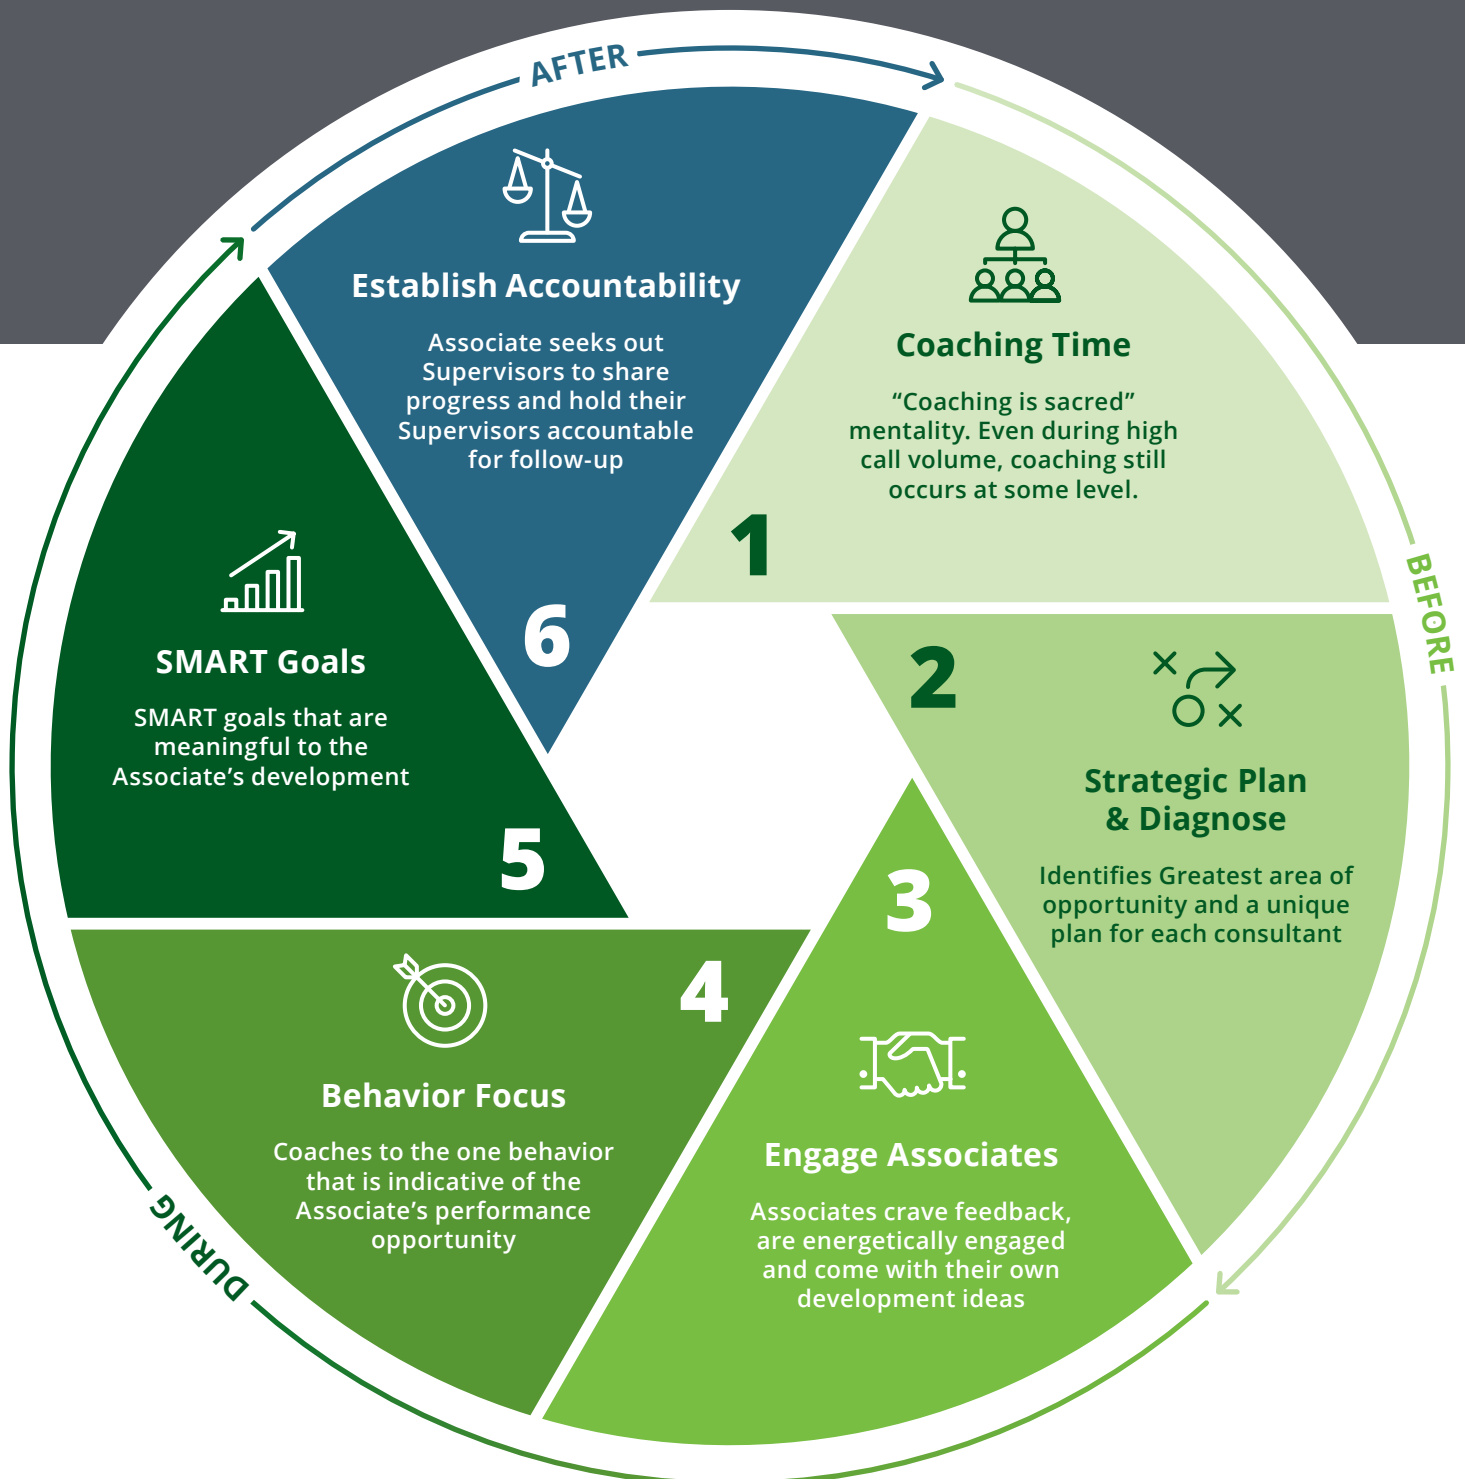 AFTER
BEFORE
DURING
1
Coaching Time
“Coaching is sacred”
mentality. Even during high
call volume, coaching still
occurs at some level.
2
Strategic Plan
& Diagnose
Identifies Greatest area of
opportunity and a unique
plan for each consultant
3
Engage Associates
Associates crave feedback,
are energetically engaged
and come with their own
development ideas
4
Behavior Focus
Coaches to the one behavior
that is indicative of the
Associate’s performance
opportunity
5
SMART Goals
SMART goals that are
meaningful to the
Associate’s development
6
Establish Accountability
Associate seeks out
Supervisors to share
progress and hold their
Supervisors accountable
for follow-up